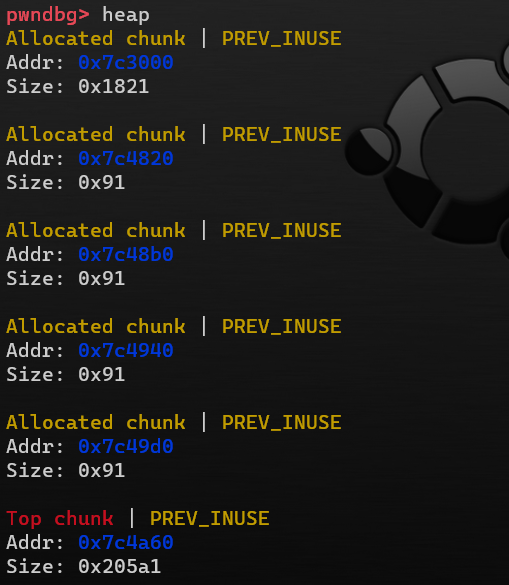 pwndbg> heap
Allocated chunk | PREV_INUSE
Addr: 0x7c3000
Size: 0x1821
Allocated chunk | PREV_INUSE
Addr: 0x7c4820
Size: 0x91
Allocated chunk | PREV_INUSE
Addr: 0x7c48b0
Size: 0x91
Allocated chunk | PREV_INUSE
Addr: 0x7c4940
Size: 0x91
Allocated chunk | PREV_INUSE
Addr: 0x7c49d0
Size: 0x91
Top chunk | PREV_INUSE
Addr: 0x7c4a60
Size: 0x205a1